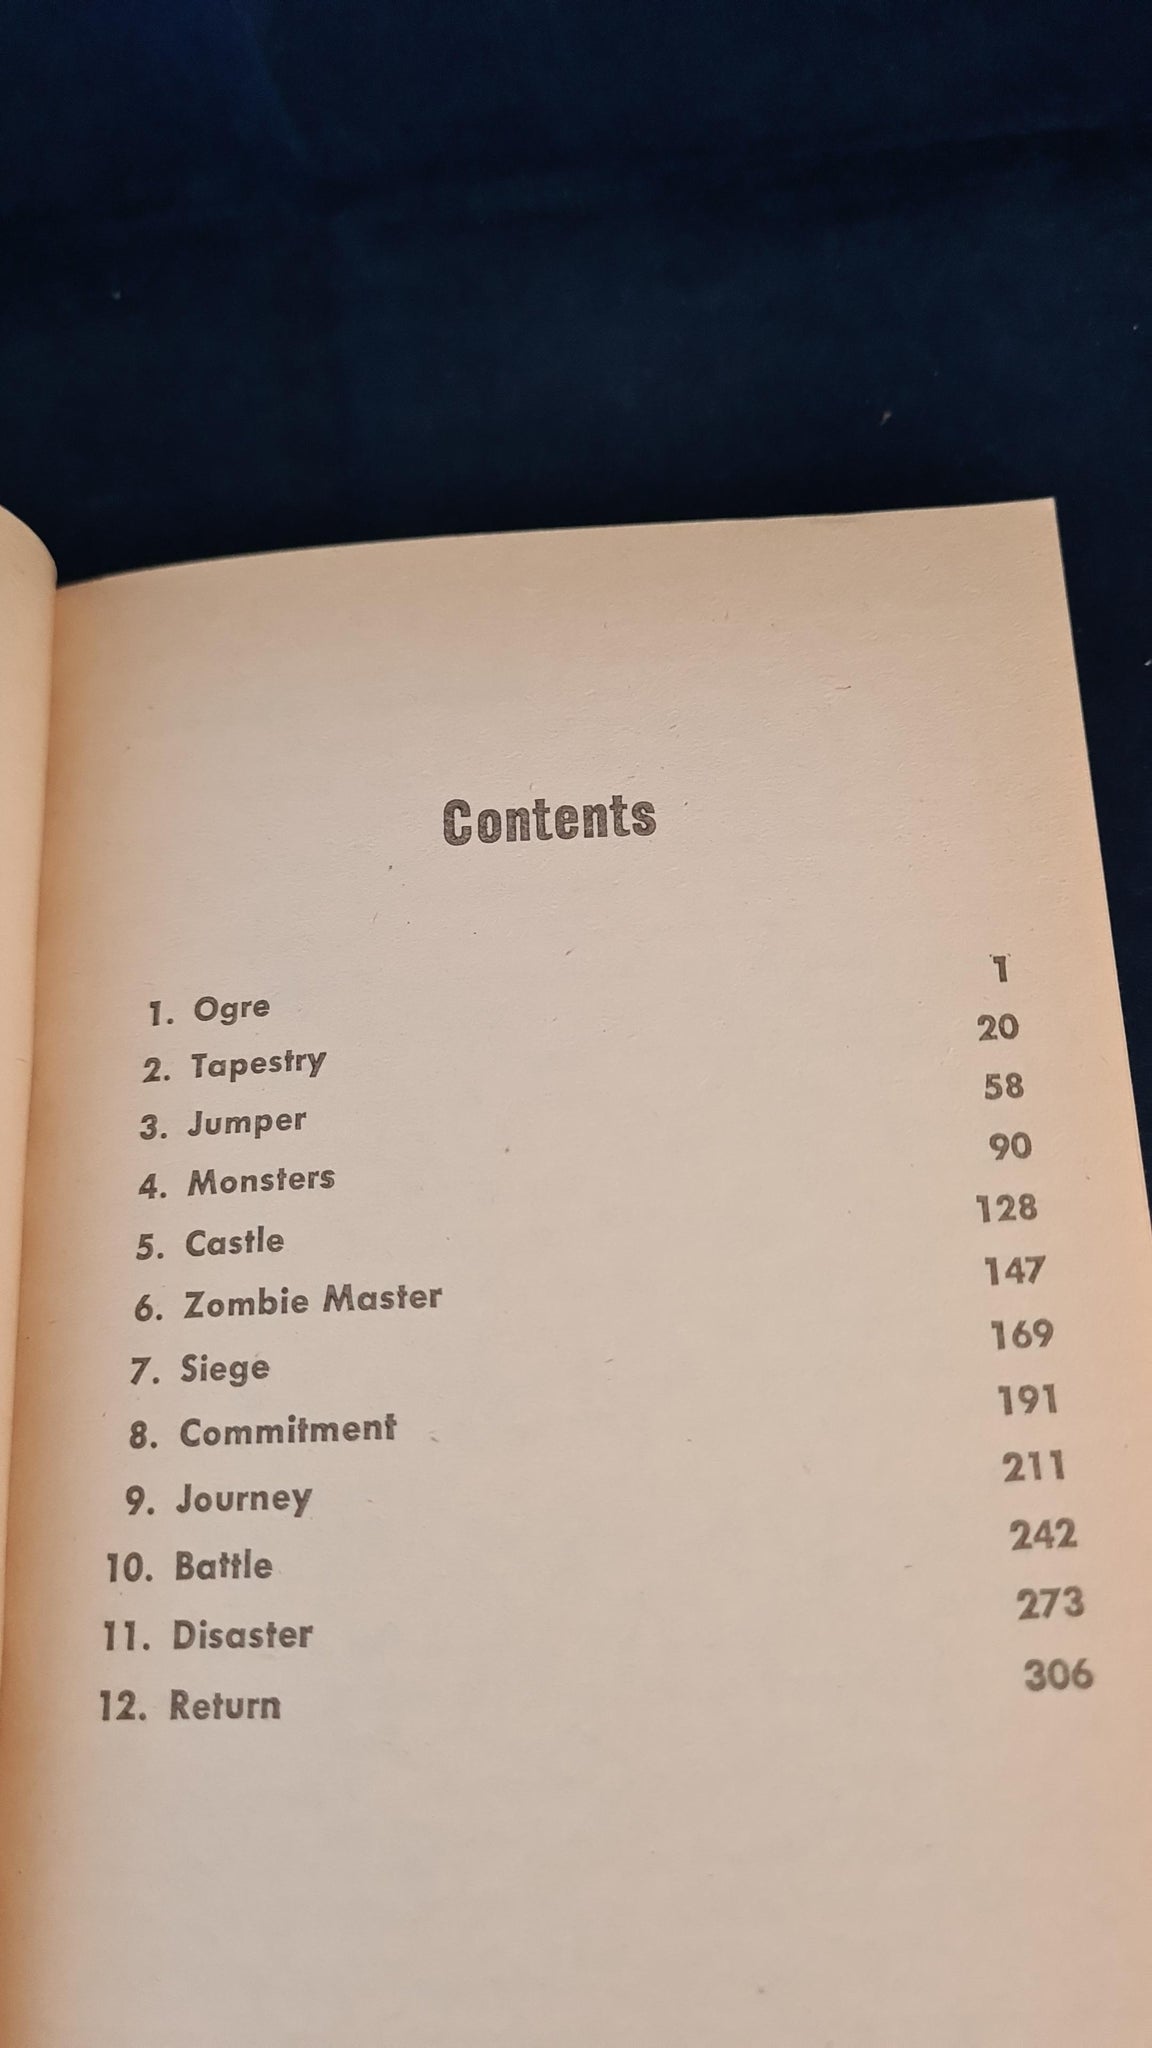 Contents
1. Ogre 1
2. Tapestry 20
3. Jumper 58
4. Monsters 90
5. Castle 128
6. Zombie Master 147
7. Siege 169
8. Commitment 191
9. Journey 211
10. Battle 242
11. Disaster 273
12. Return 306